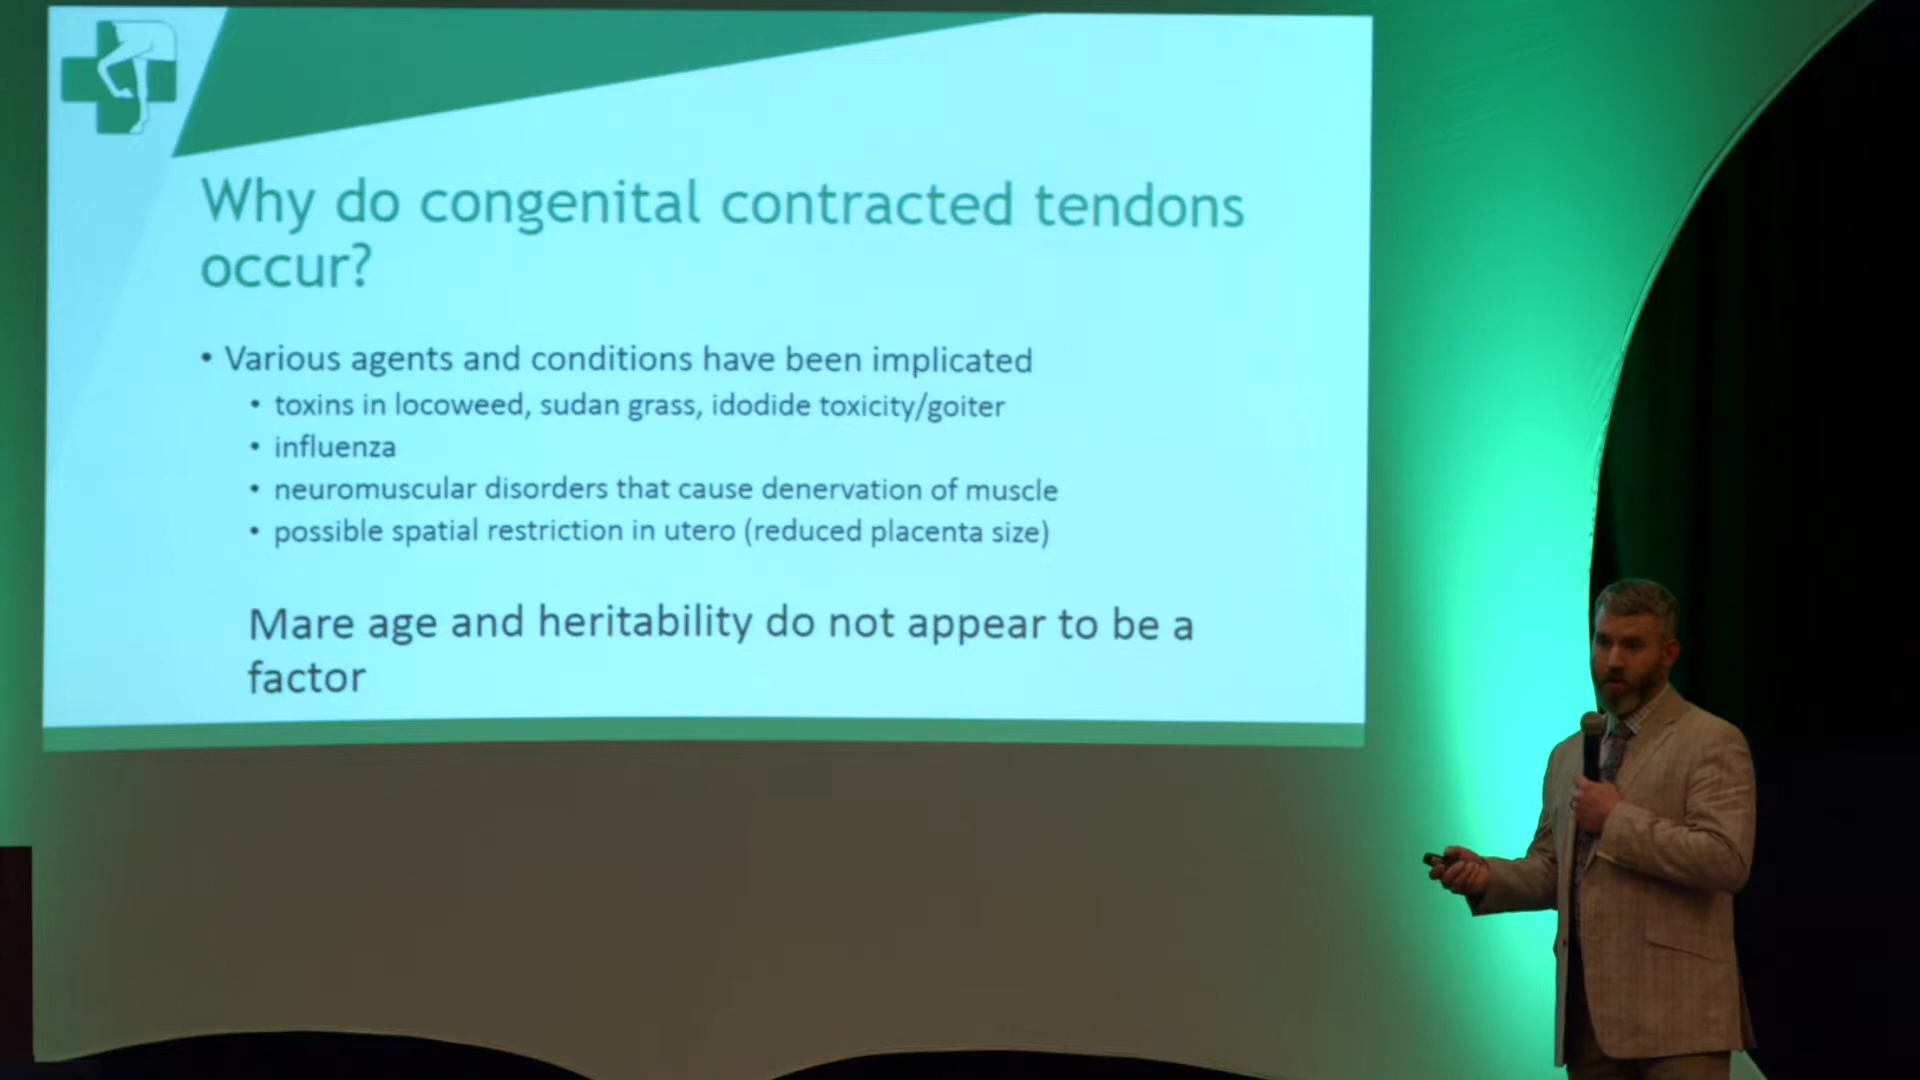 Why do congenital contracted tendons
occur?
• Various agents and conditions have been implicated
• toxins in locoweed, sudan grass, idodide toxicity/goiter
• influenza
• neuromuscular disorders that cause denervation of muscle
• possible spatial restriction in utero (reduced placenta size)
Mare age and heritability do not appear to be a
factor